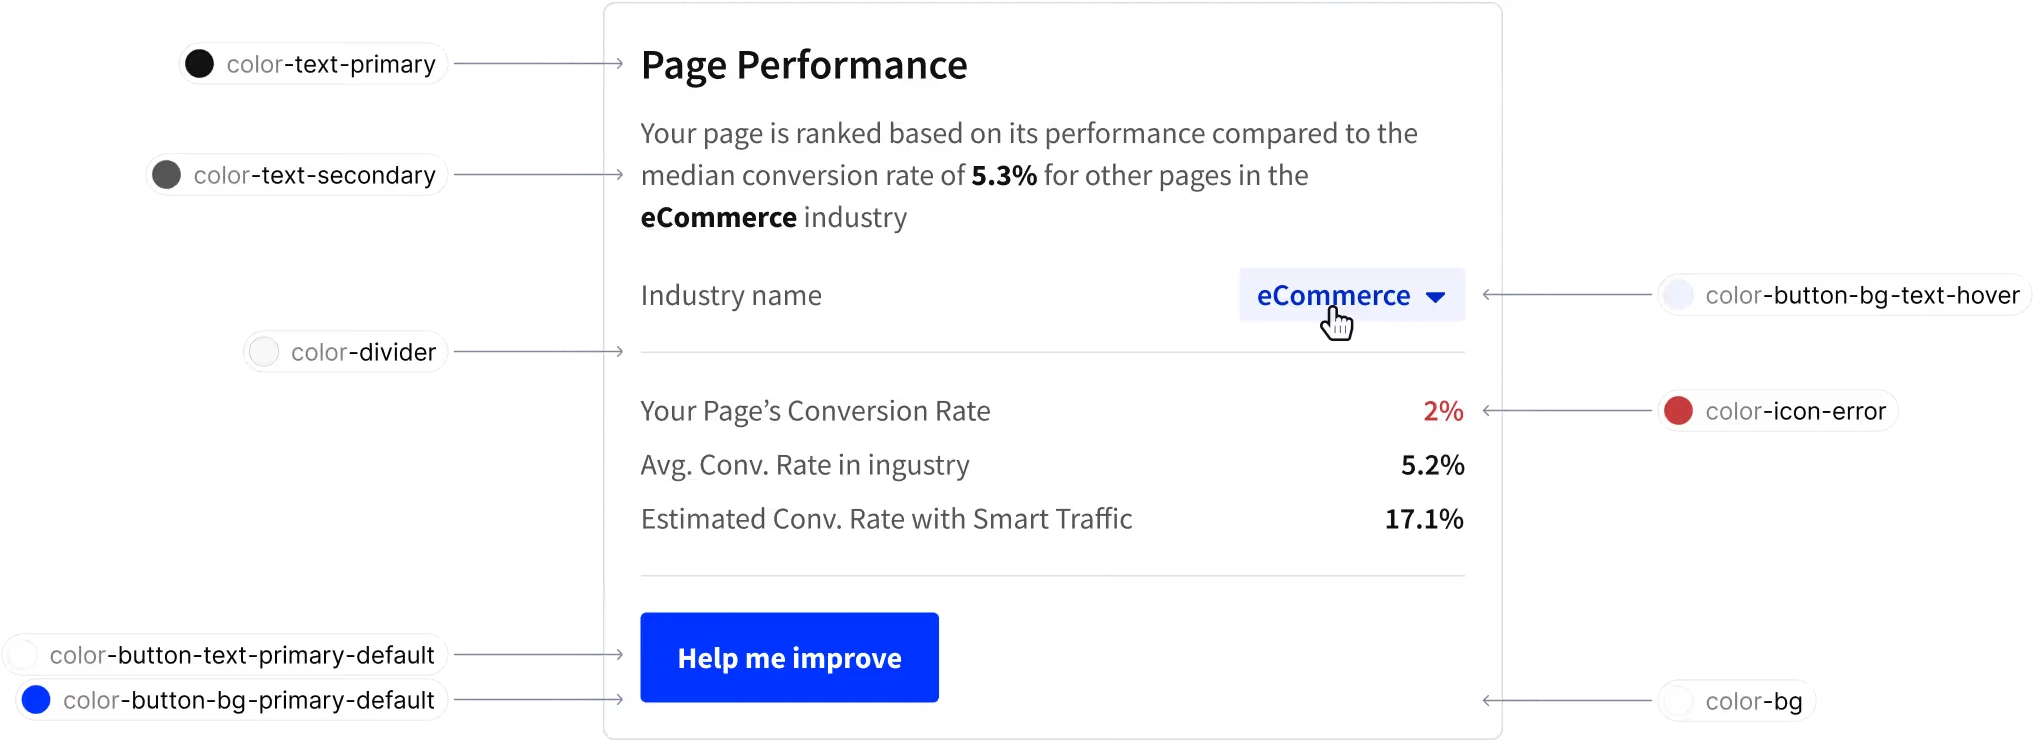 color-text-primary
Page Performance
Your page is ranked based on its performance compared to the
color-text-secondary
median conversion rate of 5.3% for other pages in the
eCommerce industry
Industry name
eCommerce
color-button-bg-text-hover
color-divider
Your Page’s Conversion Rate
2%
color-icon-error
Avg. Conv. Rate in ingustry
5.2%
Estimated Conv. Rate with Smart Traffic
17.1%
color-button-text-primary-default
Help me improve
color-button-bg-primary-default
color-bg